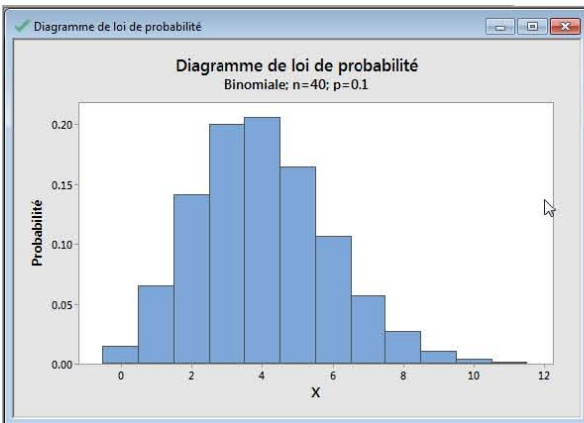 Diagramme de loi de probabilité
Diagramme de loi de probabilité
Binomiale; n=40; p=0.1
0.20
0.15
0.10
0.05
0.00
Probabilité
0 2 4 6 8 10 12
X